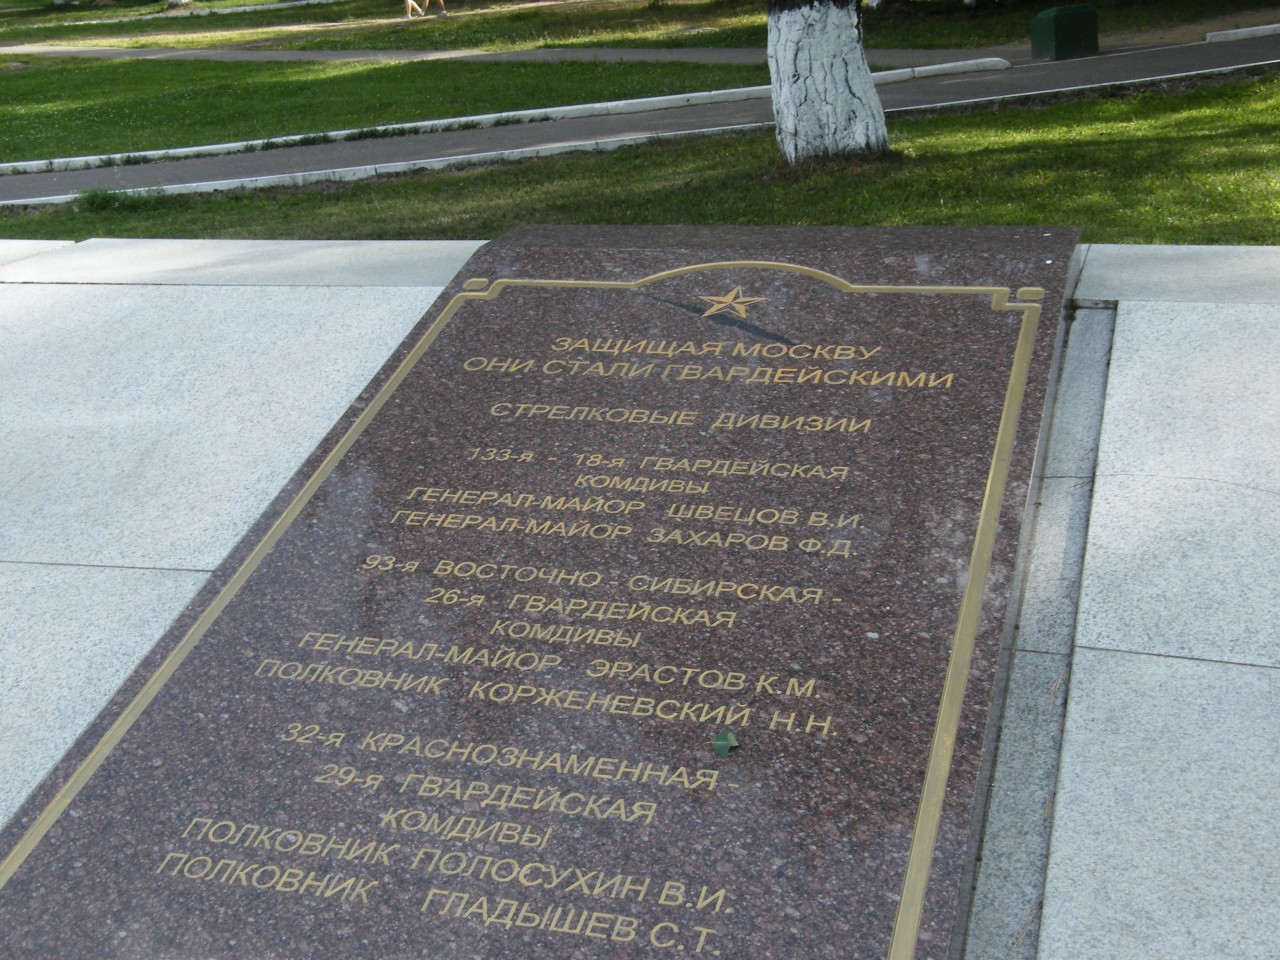 ЗАЩИЩАЯ МОСКВУ
ОНИ СТАЛИ ГВАРДЕЙСКИМИ
СТРЕЛКОВЫЕ ДИВИЗИИ
133-я - 18-я ГВАРДЕЙСКАЯ
КОМДИВЫ
ГЕНЕРАЛ-МАЙОР ШВЕЦОВ В.И.
ГЕНЕРАЛ-МАЙОР ЗАХАРОВ Ф.Д.
93-я ВОСТОЧНО - СИБИРСКАЯ -
26-я ГВАРДЕЙСКАЯ
КОМДИВЫ
ГЕНЕРАЛ-МАЙОР ЭРАСТОВ К.М.
ПОЛКОВНИК КОРЖЕНЕВСКИЙ Н.Н.
32-я КРАСНОЗНАМЕННАЯ -
29-я ГВАРДЕЙСКАЯ
КОМДИВЫ
ПОЛКОВНИК ПОЛОСУХИН В.И.
ПОЛКОВНИК ГЛАДЫШЕВ С.Т.